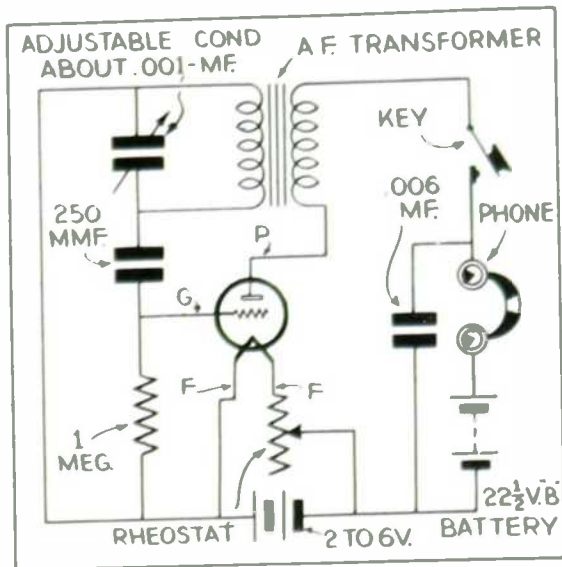 ADJUSTABLE COND
ABOUT .001-MF.
A.F. TRANSFORMER
KEY
.006
MF.
PHONE
250
MMF.
P
G
F
F
1
MEG.
RHEOSTAT
2 TO 6V.
22½V."B"
BATTERY